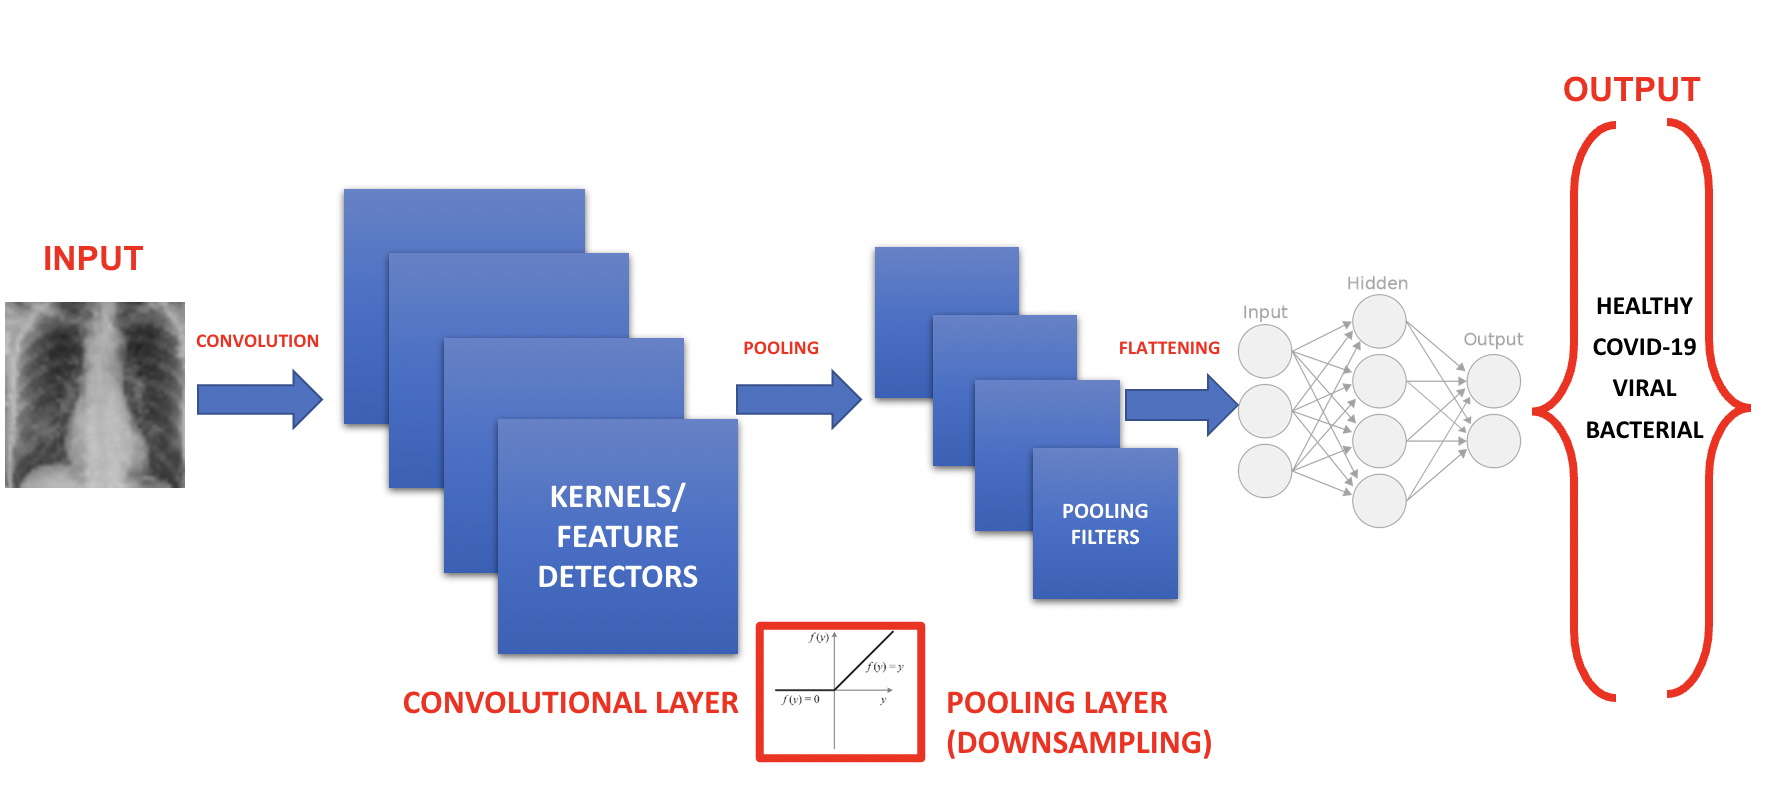 INPUT
CONVOLUTION
KERNELS/
FEATURE
DETECTORS
CONVOLUTIONAL LAYER
f(y)
f(y) = y
f(y) = 0
y
POOLING
POOLING
FILTERS
POOLING LAYER
(DOWNSAMPLING)
FLATTENING
Input
Hidden
Output
OUTPUT
HEALTHY
COVID-19
VIRAL
BACTERIAL